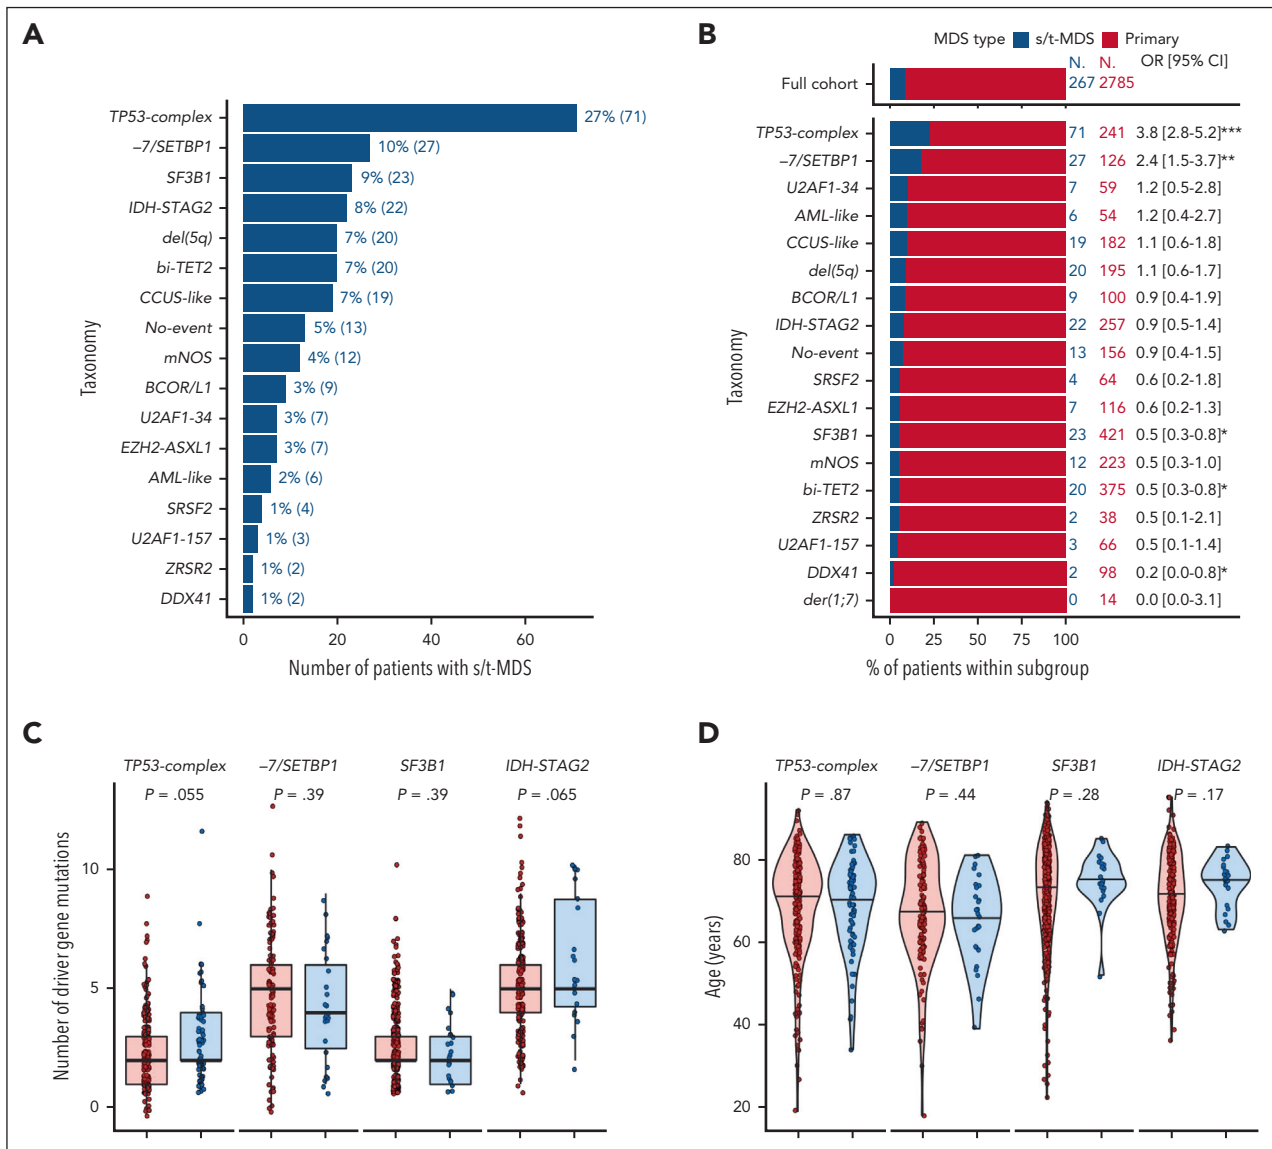 A
Taxonomy
TP53-complex 27% (71)
–7/SETBP1 10% (27)
SF3B1 9% (23)
IDH-STAG2 8% (22)
del(5q) 7% (20)
bi-TET2 7% (20)
CCUS-like 7% (19)
No-event 5% (13)
mNOS 4% (12)
BCOR/L1 3% (9)
U2AF1-34 3% (7)
EZH2-ASXL1 3% (7)
AML-like 2% (6)
SRSF2 1% (4)
U2AF1-157 1% (3)
ZRSR2 1% (2)
DDX41 1% (2)
0 20 40 60
Number of patients with s/t-MDS
B
MDS type s/t-MDS Primary
N. N. OR [95% CI]
Full cohort 267 2785
Taxonomy
TP53-complex 71 241 3.8 [2.8-5.2]***
–7/SETBP1 27 126 2.4 [1.5-3.7]**
U2AF1-34 7 59 1.2 [0.5-2.8]
AML-like 6 54 1.2 [0.4-2.7]
CCUS-like 19 182 1.1 [0.6-1.8]
del(5q) 20 195 1.1 [0.6-1.7]
BCOR/L1 9 100 0.9 [0.4-1.9]
IDH-STAG2 22 257 0.9 [0.5-1.4]
No-event 13 156 0.9 [0.4-1.5]
SRSF2 4 64 0.6 [0.2-1.8]
EZH2-ASXL1 7 116 0.6 [0.2-1.3]
SF3B1 23 421 0.5 [0.3-0.8]*
mNOS 12 223 0.5 [0.3-1.0]
bi-TET2 20 375 0.5 [0.3-0.8]*
ZRSR2 2 38 0.5 [0.1-2.1]
U2AF1-157 3 66 0.5 [0.1-1.4]
DDX41 2 98 0.2 [0.0-0.8]*
der(1;7) 0 14 0.0 [0.0-3.1]
0 25 50 75 100
% of patients within subgroup
C
TP53-complex –7/SETBP1 SF3B1 IDH-STAG2
P = .055 P = .39 P = .39 P = .065
Number of driver gene mutations
10
5
0
D
TP53-complex –7/SETBP1 SF3B1 IDH-STAG2
P = .87 P = .44 P = .28 P = .17
Age (years)
80
60
40
20